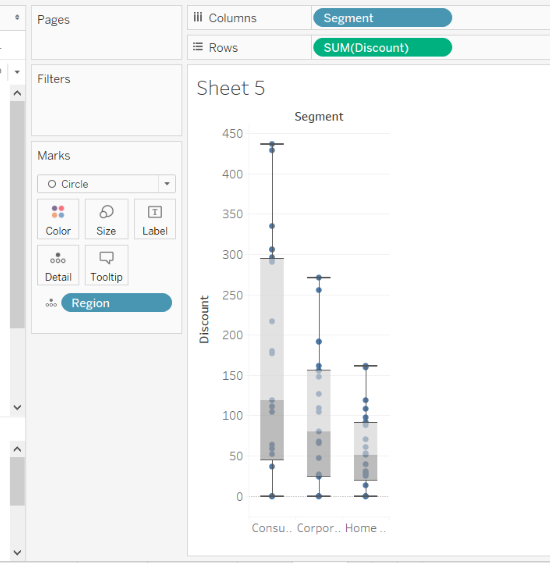 Pages
Columns
Segment
Rows
SUM(Discount)
Filters
Sheet 5
Segment
Marks
Circle
Color
Size
Label
Detail
Tooltip
Region
Discount
450
400
350
300
250
200
150
100
50
0
Consu.. Corpor.. Home ..